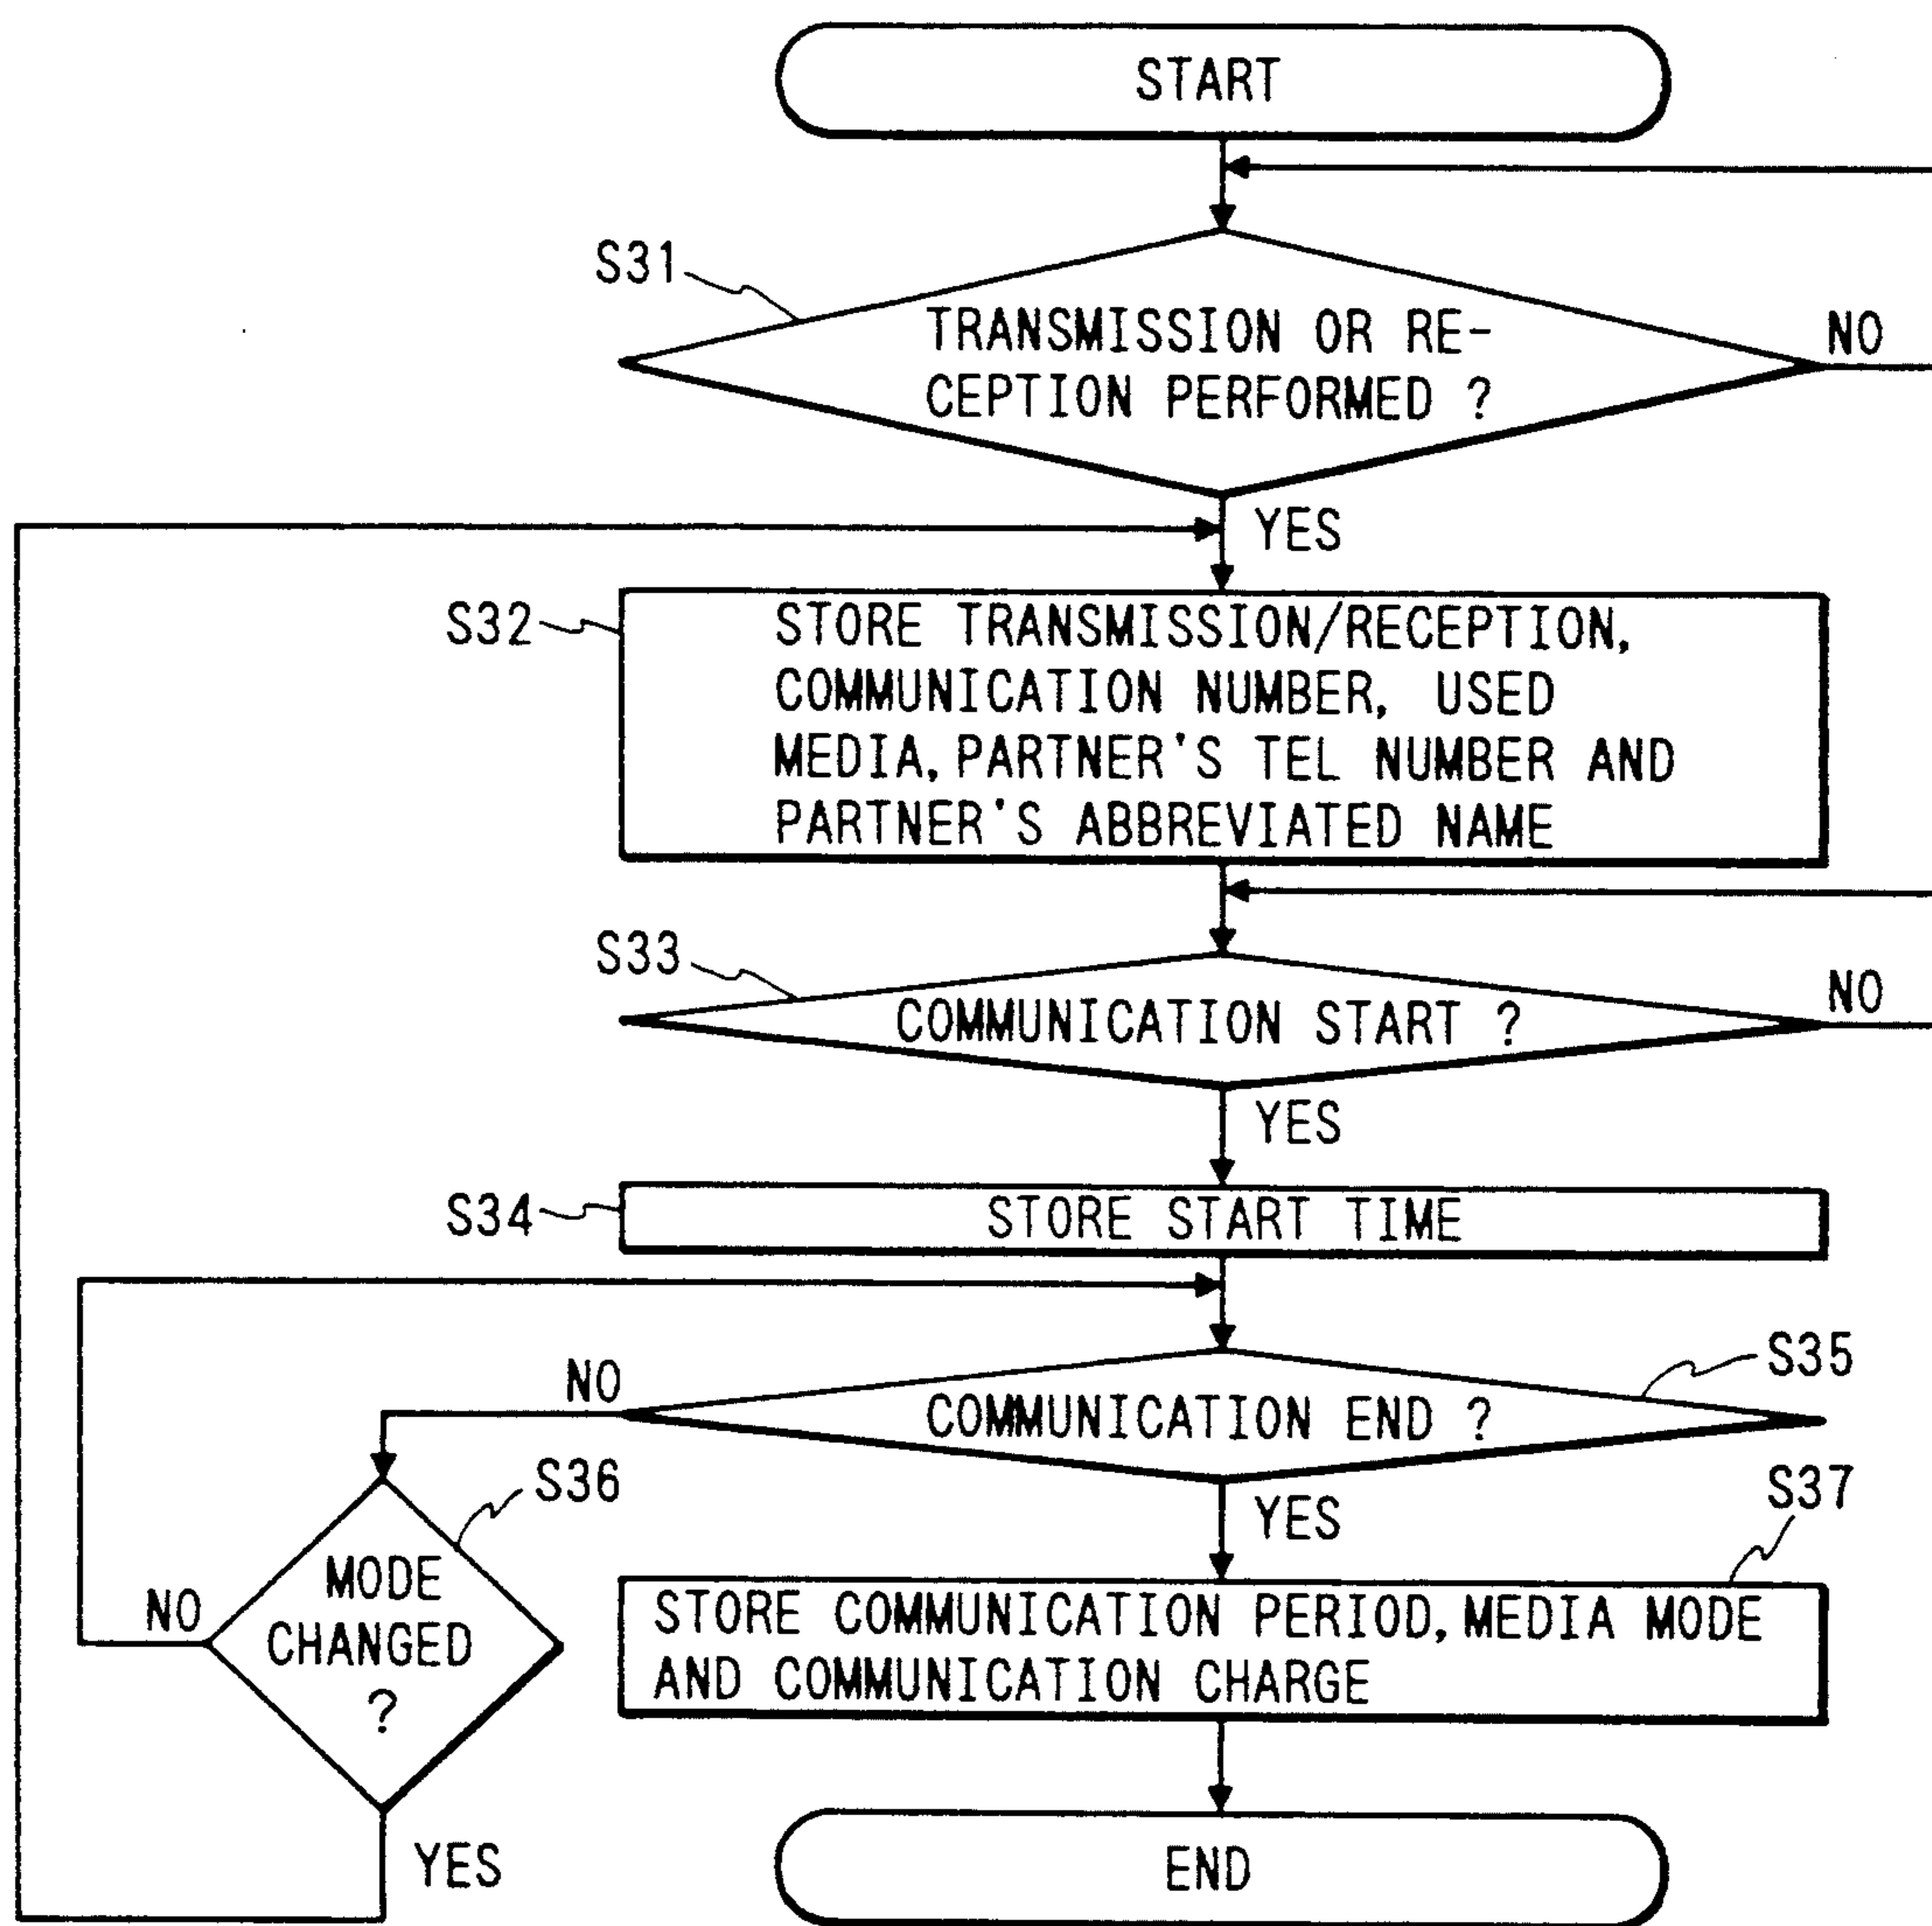 START
S31
TRANSMISSION OR RE-
CEPTION PERFORMED ?
NO
YES
S32
STORE TRANSMISSION/RECEPTION,
COMMUNICATION NUMBER, USED
MEDIA, PARTNER'S TEL NUMBER AND
PARTNER'S ABBREVIATED NAME
S33
COMMUNICATION START ?
NO
YES
S34
STORE START TIME
S35
COMMUNICATION END ?
NO
YES
S36
MODE
CHANGED
?
NO
YES
S37
STORE COMMUNICATION PERIOD, MEDIA MODE
AND COMMUNICATION CHARGE
END